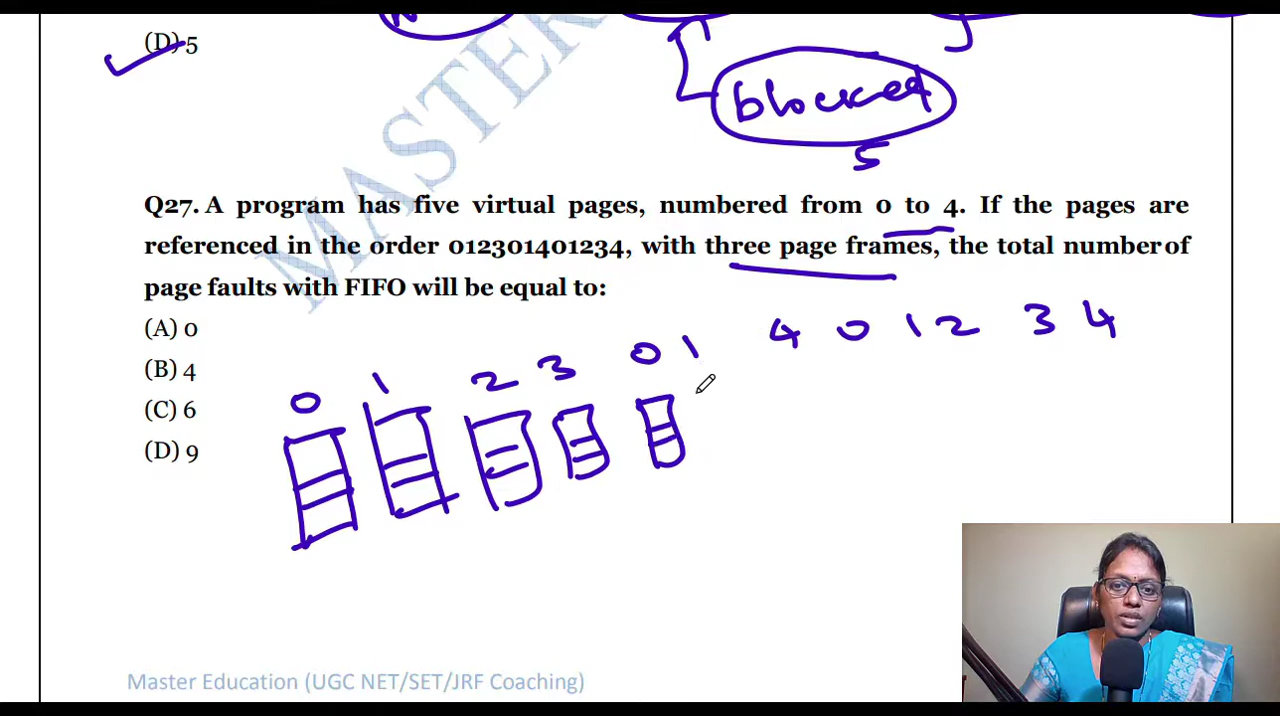 (D) 5
blocked
5
MASTER
Q27. A program has five virtual pages, numbered from 0 to 4. If the pages are
referenced in the order 012301401234, with three page frames, the total number of
page faults with FIFO will be equal to:
(A) 0
(B) 4
(C) 6
(D) 9
0 1 2 3 0 1 4 0 1 2 3 4
Master Education (UGC NET/SET/JRF Coaching)